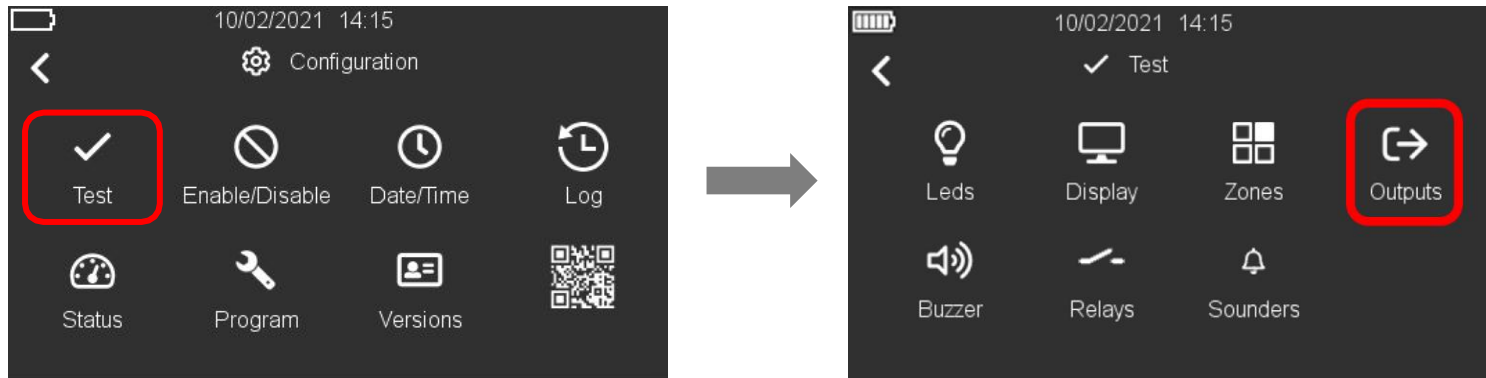 10/02/2021 14:15
Configuration
Test Enable/Disable Date/Time Log
Status Program Versions
10/02/2021 14:15
Test
Leds Display Zones Outputs
Buzzer Relays Sounders